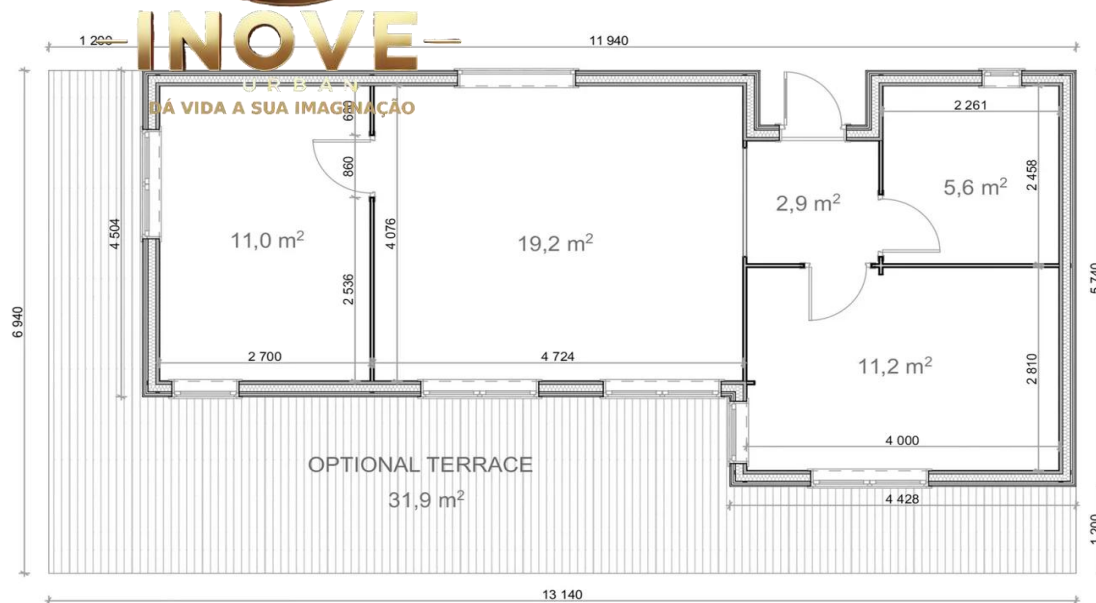 1 200
11 940
INOVE
URBAN
DÁ VIDA A SUA IMAGINAÇÃO
680
2 261
860
2 458
5,6 m²
2,9 m²
4 504
11,0 m²
4 076
19,2 m²
5 740
2 536
6 940
2 700
4 724
11,2 m²
2 810
4 000
OPTIONAL TERRACE
31,9 m²
4 428
1 200
13 140